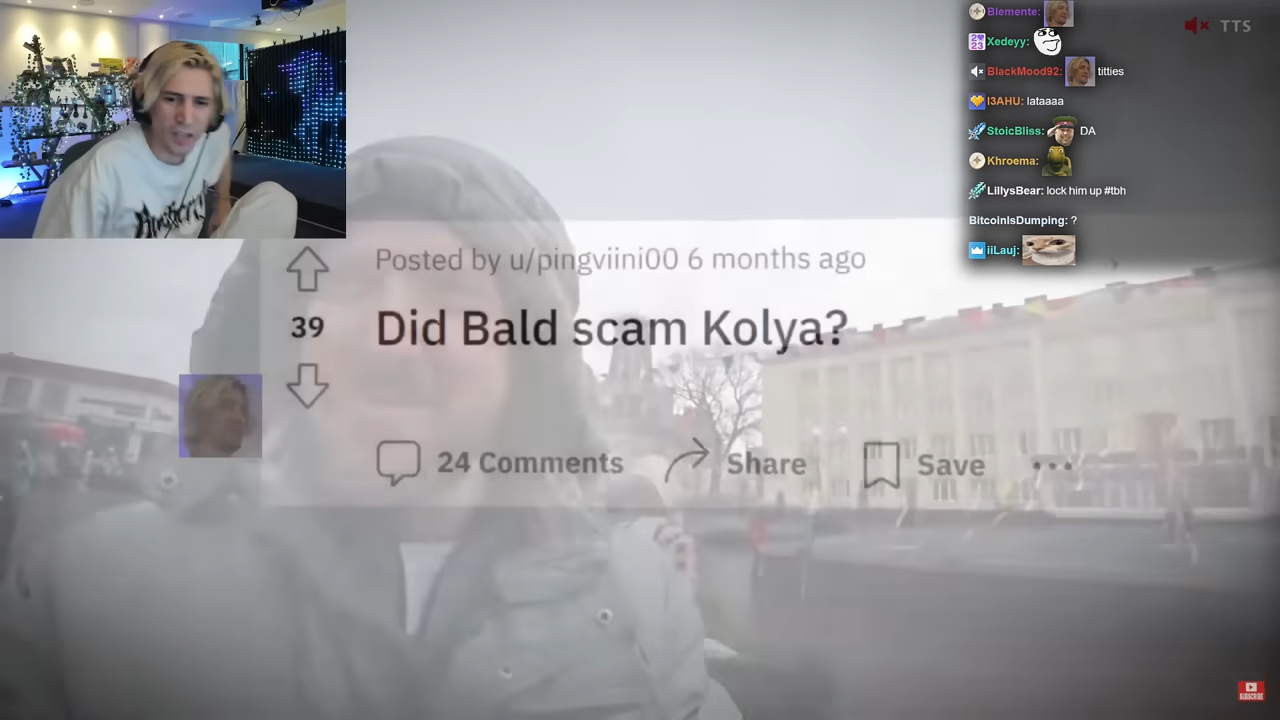 Blemente:
TTS
Xedeyy:
BlackMood92: titties
I3AHU: lataaaa
StoicBliss: DA
Khroema:
LillysBear: lock him up #tbh
BitcoinIsDumping: ?
iiLauj:
Posted by u/pingviini00 6 months ago
39
Did Bald scam Kolya?
24 Comments
Share
Save
SUBSCRIBE